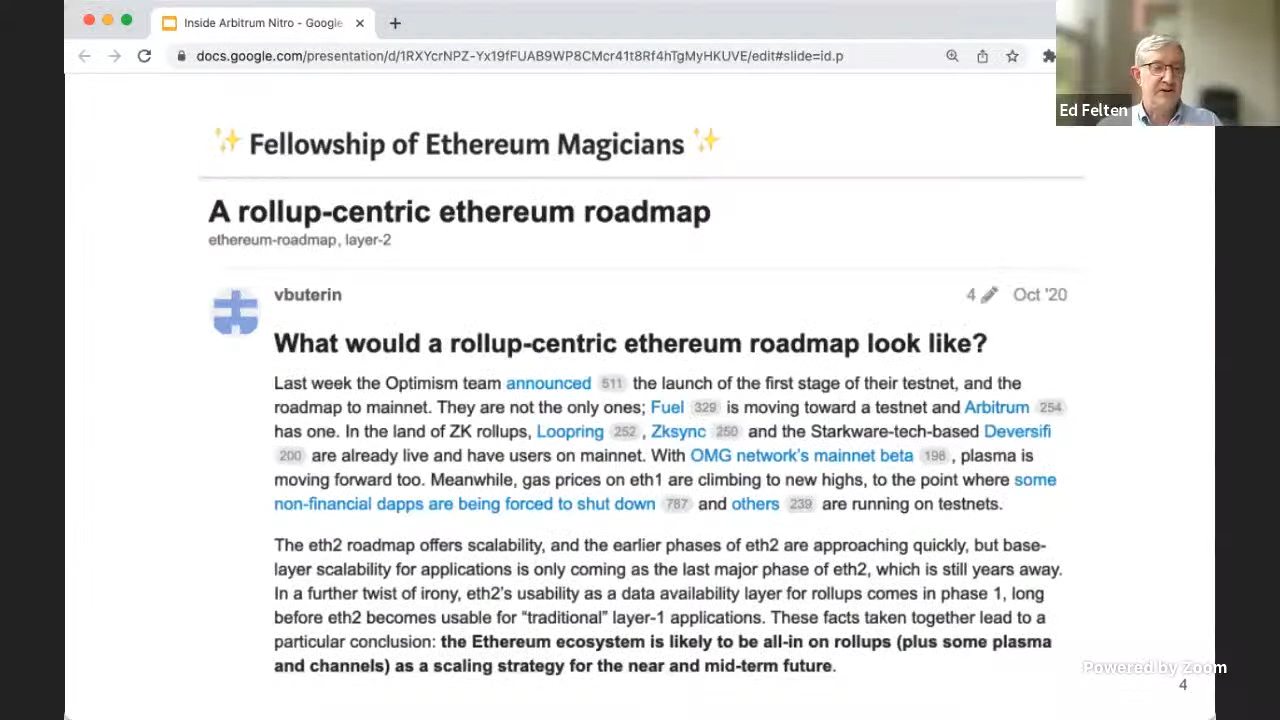 Inside Arbitrum Nitro - Google
docs.google.com/presentation/d/1RXYcrNPZ-Yx19fFUAB9WP8CMcr41t8Rf4hTgMyHKUVE/edit#slide=id.p
Ed Felten
✨ Fellowship of Ethereum Magicians ✨
A rollup-centric ethereum roadmap
ethereum-roadmap, layer-2
vbuterin
4 Oct '20
What would a rollup-centric ethereum roadmap look like?
Last week the Optimism team announced 511 the launch of the first stage of their testnet, and the
roadmap to mainnet. They are not the only ones; Fuel 329 is moving toward a testnet and Arbitrum 254
has one. In the land of ZK rollups, Loopring 252 , Zksync 250 and the Starkware-tech-based Deversifi
200 are already live and have users on mainnet. With OMG network's mainnet beta 198 , plasma is
moving forward too. Meanwhile, gas prices on eth1 are climbing to new highs, to the point where some
non-financial dapps are being forced to shut down 787 and others 239 are running on testnets.
The eth2 roadmap offers scalability, and the earlier phases of eth2 are approaching quickly, but base-
layer scalability for applications is only coming as the last major phase of eth2, which is still years away.
In a further twist of irony, eth2's usability as a data availability layer for rollups comes in phase 1, long
before eth2 becomes usable for “traditional” layer-1 applications. These facts taken together lead to a
particular conclusion: the Ethereum ecosystem is likely to be all-in on rollups (plus some plasma
and channels) as a scaling strategy for the near and mid-term future.
Powered by Zoom
4